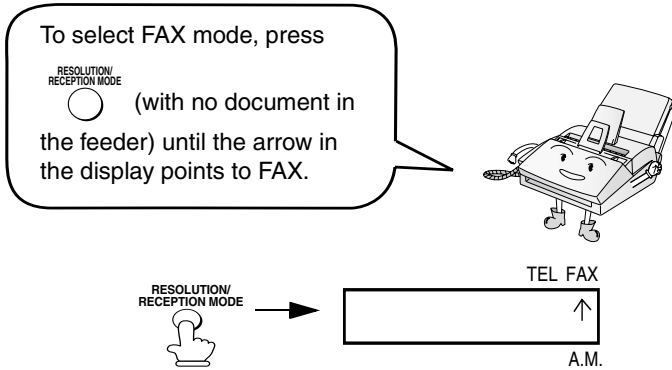 To select FAX mode, press
RESOLUTION/
RECEPTION MODE
(with no document in
the feeder) until the arrow in
the display points to FAX.
TEL FAX
RESOLUTION/
RECEPTION MODE
A.M.